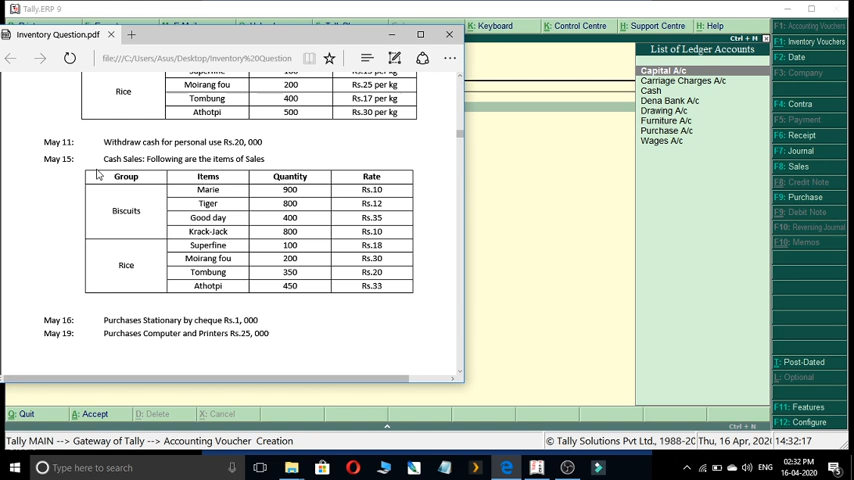 Tally.ERP 9
K: Keyboard
K: Control Centre
H: Support Centre
H: Help
F1: Accounting Vouchers
Inventory Question.pdf
Ctrl + N
List of Ledger Accounts
F1: Inventory Vouchers
F2: Date
F3: Company
file:///C:/Users/Asus/Desktop/Inventory%20Question
Capital A/c
Carriage Charges A/c
Cash
Dena Bank A/c
Drawing A/c
Furniture A/c
Purchase A/c
Wages A/c
F4: Contra
F5: Payment
F6: Receipt
F7: Journal
F8: Sales
F8: Credit Note
F9: Purchase
F9: Debit Note
F10: Reversing Journal
F10: Memos
Superfine 100 Rs.15 per kg
Rice Moirang fou 200 Rs.25 per kg
Tombung 400 Rs.17 per kg
Athotpi 500 Rs.30 per kg
May 11: Withdraw cash for personal use Rs.20, 000
May 15: Cash Sales: Following are the items of Sales
Group Items Quantity Rate
Biscuits Marie 900 Rs.10
Tiger 800 Rs.12
Good day 400 Rs.35
Krack-Jack 800 Rs.10
Rice Superfine 100 Rs.18
Moirang fou 200 Rs.30
Tombung 350 Rs.20
Athotpi 450 Rs.33
May 16: Purchases Stationary by cheque Rs.1, 000
May 19: Purchases Computer and Printers Rs.25, 000
T: Post-Dated
L: Optional
F11: Features
F12: Configure
Q: Quit
A: Accept
D: Delete
X: Cancel
Ctrl + N
Tally MAIN --> Gateway of Tally --> Accounting Voucher Creation
© Tally Solutions Pvt Ltd., 1988-20
Thu, 16 Apr, 202
14:32:17
Type here to search
ENG
02:32 PM
16-04-2020